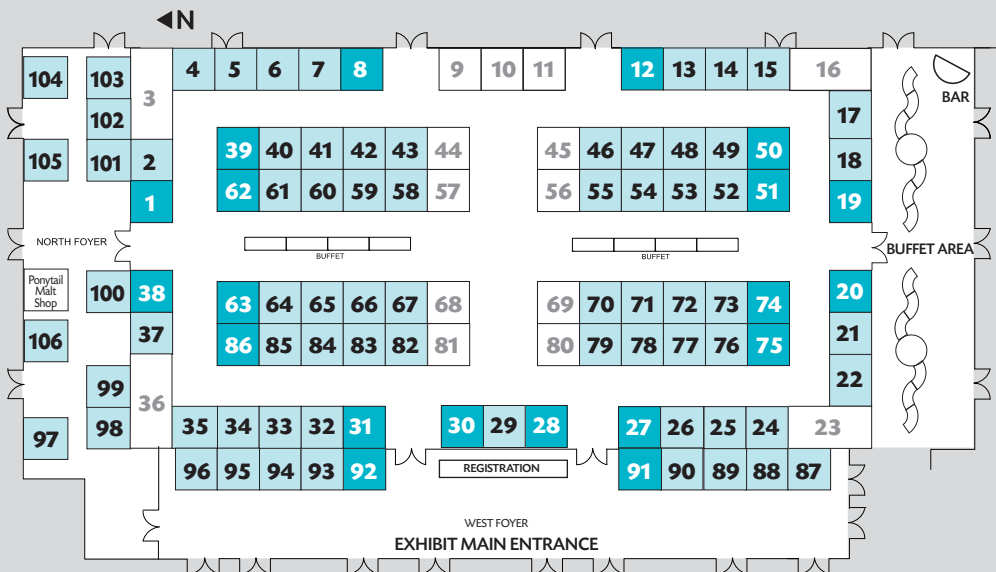 N
104 103 3 4 5 6 7 8 9 10 11 12 13 14 15 16
BAR
102 17
39 40 41 42 43 44 45 46 47 48 49 50
105 101 2 18
62 61 60 59 58 57 56 55 54 53 52 51
1 19
NORTH FOYER
BUFFET BUFFET
BUFFET AREA
Ponytail
Malt
Shop
100 38 20
63 64 65 66 67 68 69 70 71 72 73 74
106 37 21
86 85 84 83 82 81 80 79 78 77 76 75
99 22
36
97 98 35 34 33 32 31 30 29 28 27 26 25 24 23
96 95 94 93 92
REGISTRATION
91 90 89 88 87
WEST FOYER
EXHIBIT MAIN ENTRANCE